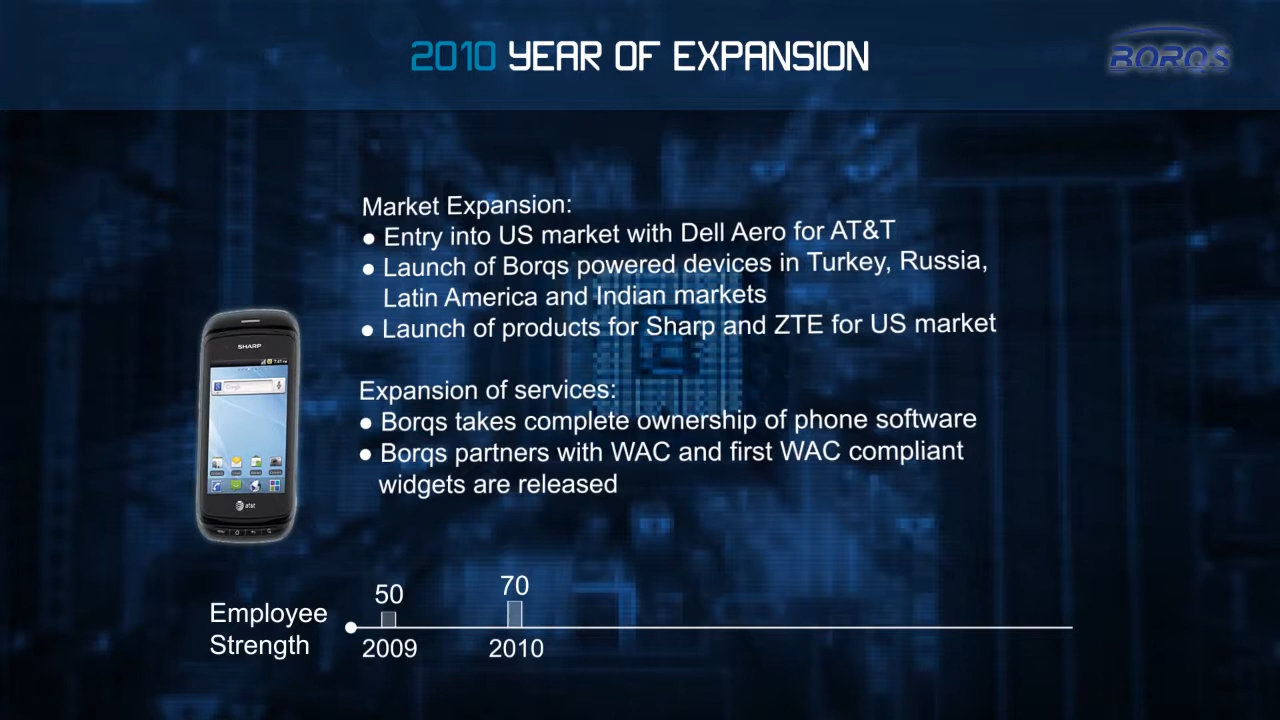 2010 YEAR OF EXPANSION
BORQS
Market Expansion:
● Entry into US market with Dell Aero for AT&T
● Launch of Borqs powered devices in Turkey, Russia,
Latin America and Indian markets
● Launch of products for Sharp and ZTE for US market
SHARP
Google
at&t
Expansion of services:
● Borqs takes complete ownership of phone software
● Borqs partners with WAC and first WAC compliant
widgets are released
Employee
Strength
50
70
2009
2010